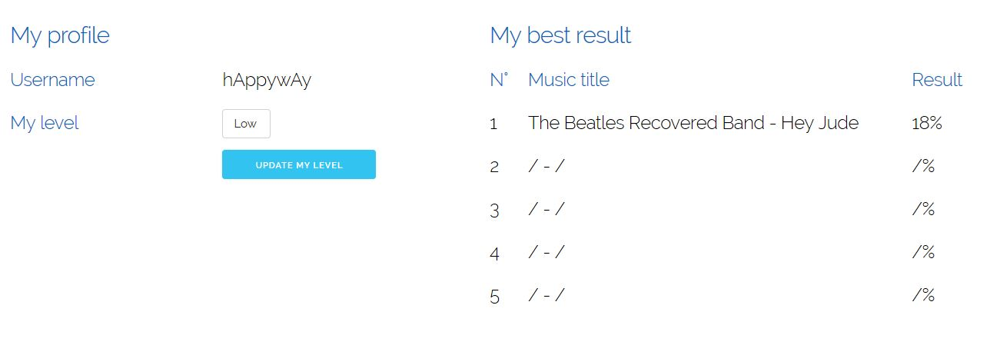 My profile
Username hAppywAy
My level Low
UPDATE MY LEVEL
My best result
N° Music title Result
1 The Beatles Recovered Band - Hey Jude 18%
2 / - / /%
3 / - / /%
4 / - / /%
5 / - / /%